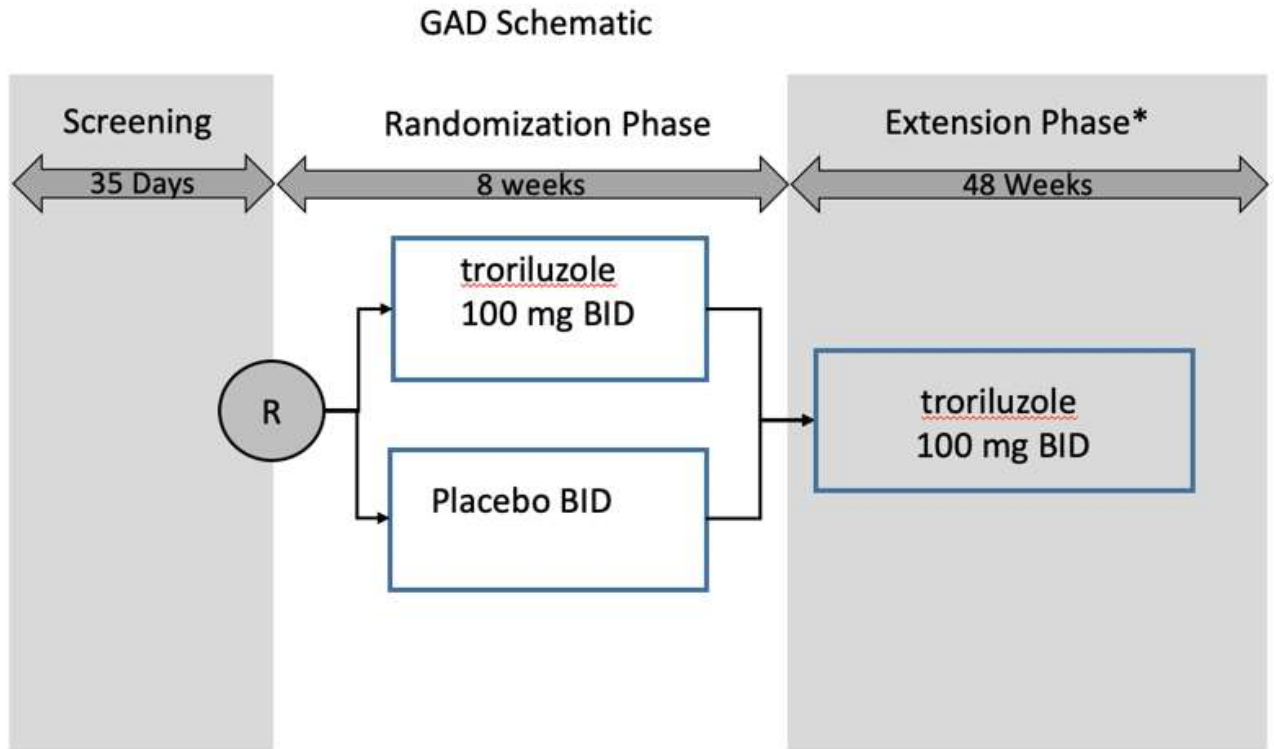 GAD Schematic
Screening
Randomization Phase
Extension Phase*
35 Days
8 weeks
48 Weeks
troriluzole
100 mg BID
R
troriluzole
100 mg BID
Placebo BID